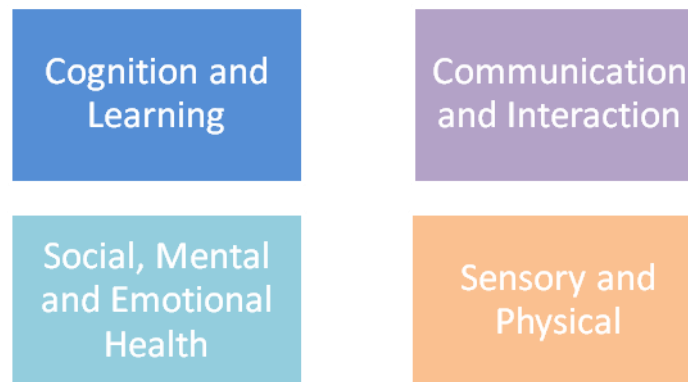 Cognition and
Learning
Communication
and Interaction
Social, Mental
and Emotional
Health
Sensory and
Physical